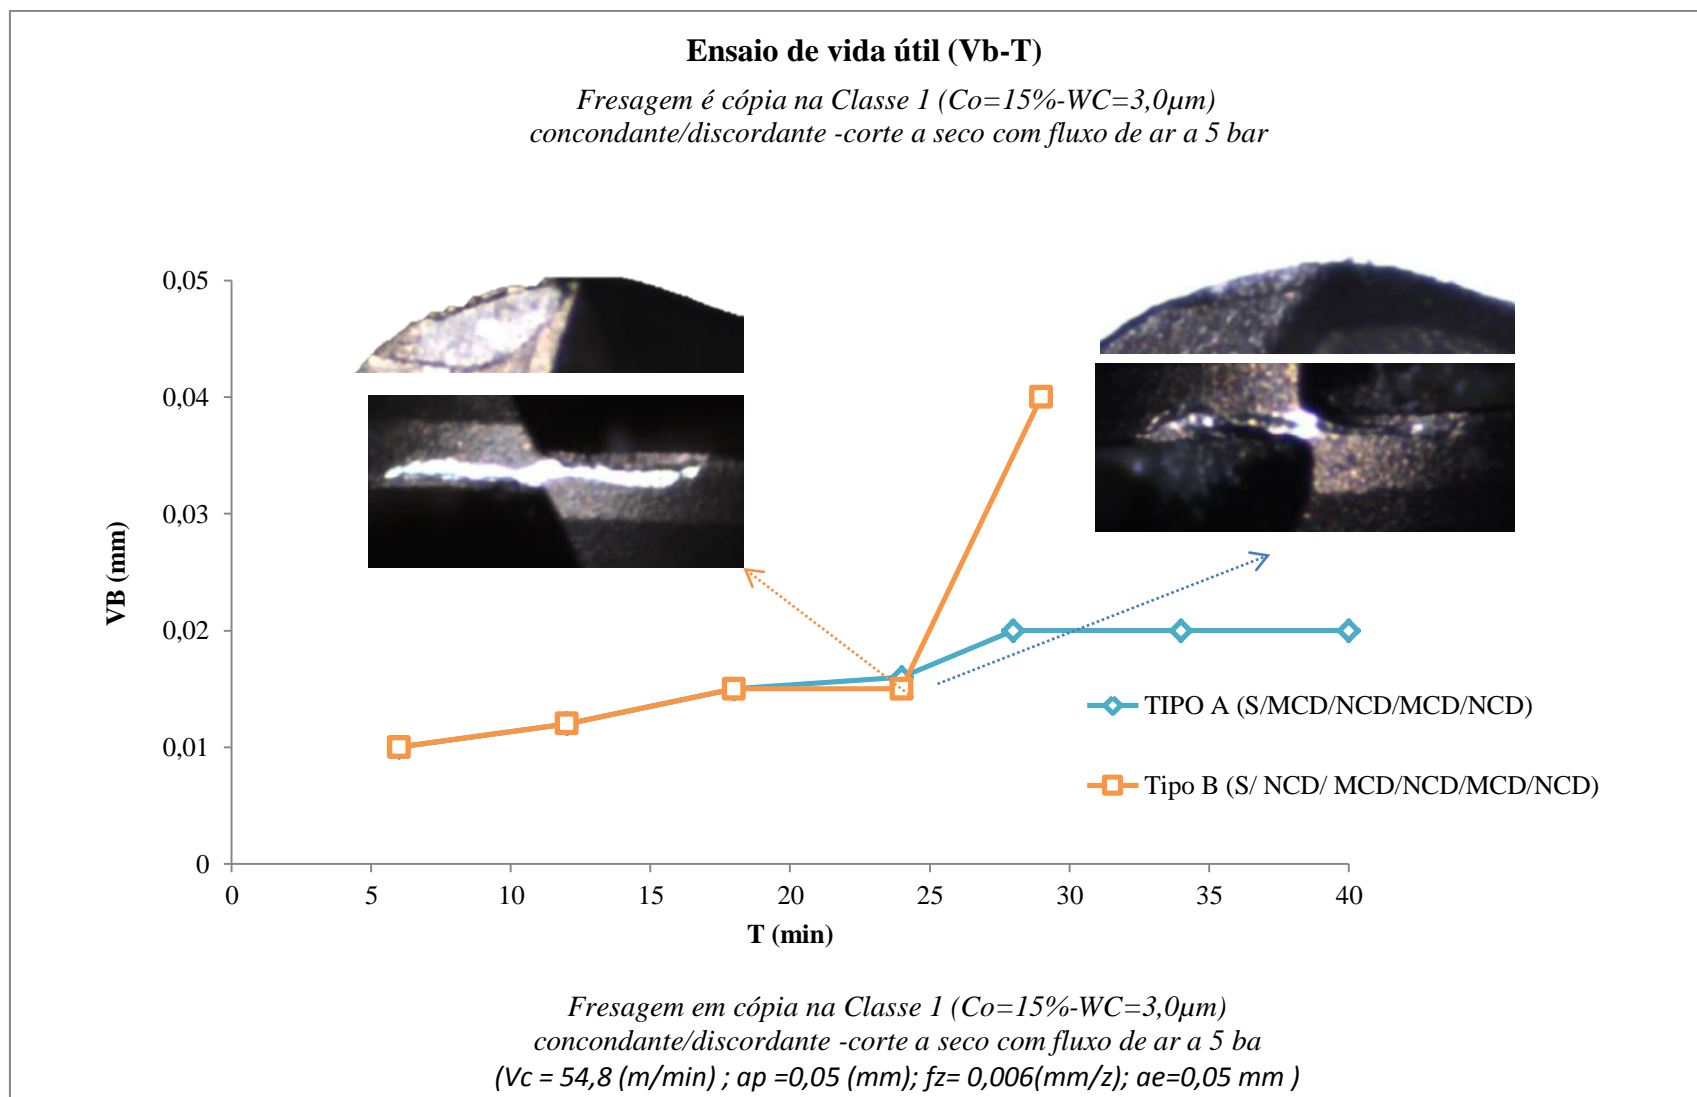 Ensaio de vida útil (Vb-T)
Fresagem é cópia na Classe 1 (Co=15%-WC=3,0µm)
concondante/discordante -corte a seco com fluxo de ar a 5 bar
0,05
0,04
0,03
0,02
0,01
0
VB (mm)
0 5 10 15 20 25 30 35 40
T (min)
TIPO A (S/MCD/NCD/MCD/NCD)
Tipo B (S/ NCD/ MCD/NCD/MCD/NCD)
Fresagem em cópia na Classe 1 (Co=15%-WC=3,0µm)
concondante/discordante -corte a seco com fluxo de ar a 5 ba
(Vc = 54,8 (m/min) ; ap =0,05 (mm); fz= 0,006(mm/z); ae=0,05 mm )